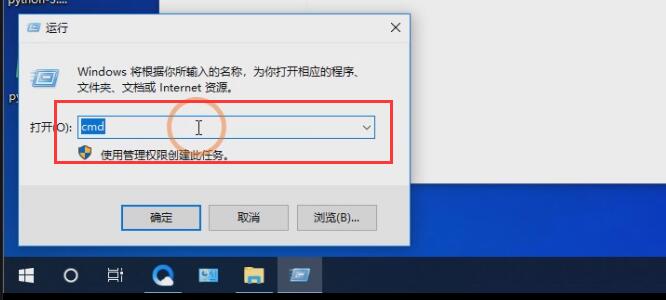 python-3....
运行
Windows 将根据你所输入的名称，为你打开相应的程序、
文件夹、文档或 Internet 资源。
打开(O):
cmd
使用管理权限创建此任务。
确定
取消
浏览(B)...